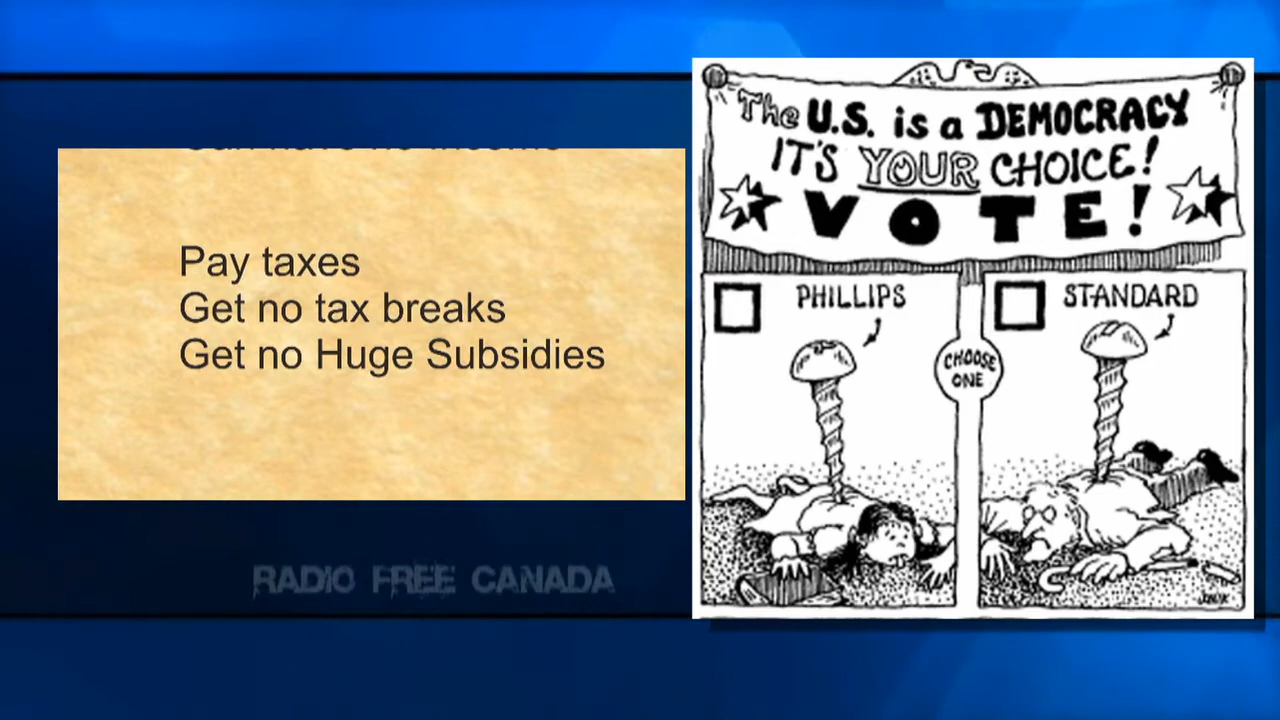 Pay taxes
Get no tax breaks
Get no Huge Subsidies
RADIO FREE CANADA
The U.S. is a DEMOCRACY
IT'S YOUR CHOICE!
VOTE!
PHILLIPS
STANDARD
CHOOSE
ONE